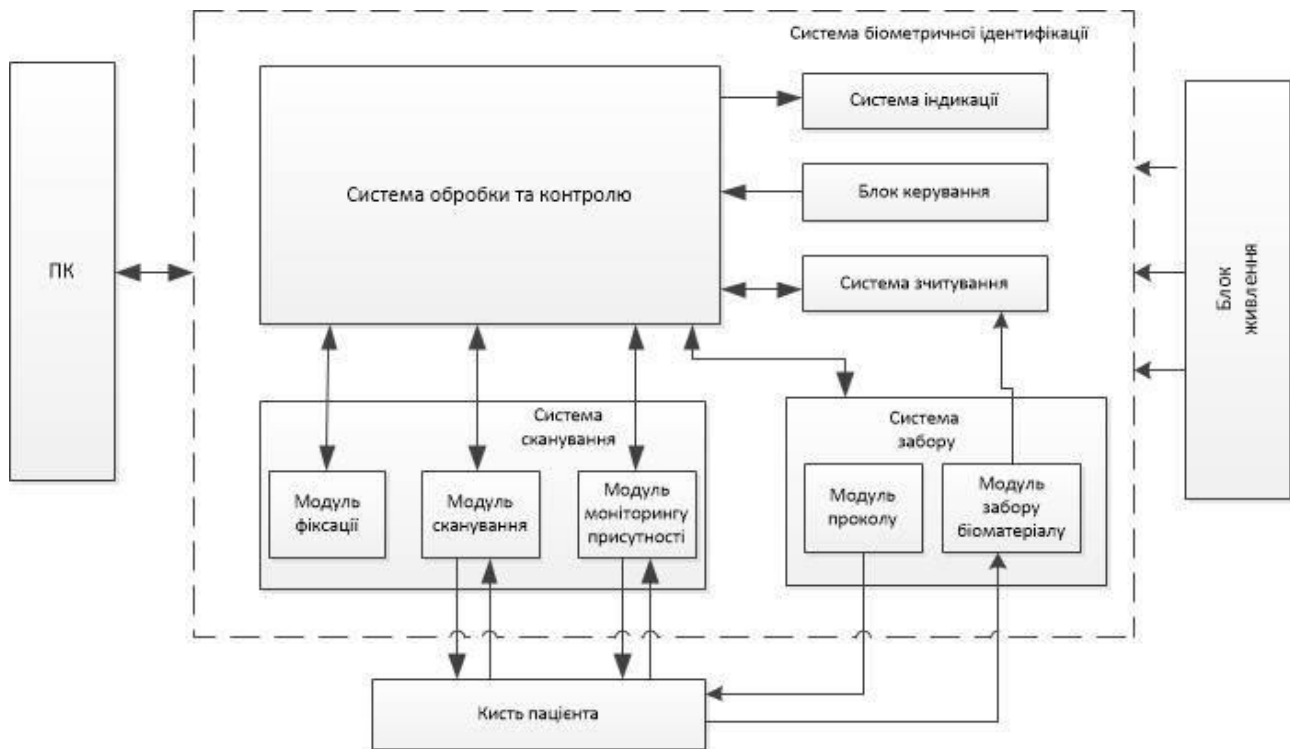 Система біометричної ідентифікації
Система індикації
Система обробки та контролю
Блок керування
ПК
Система зчитування
Блок
живлення
Система
сканування
Система
забору
Модуль
фіксації
Модуль
сканування
Модуль
моніторингу
присутності
Модуль
проколу
Модуль
забору
біоматеріалу
Кисть пацієнта